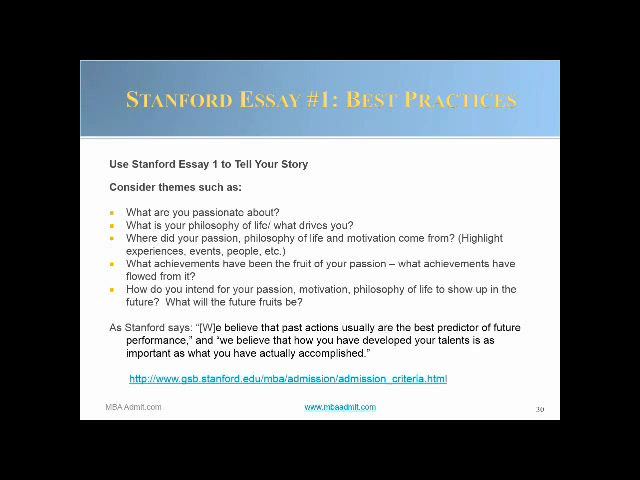 STANFORD ESSAY #1: BEST PRACTICES
Use Stanford Essay 1 to Tell Your Story
Consider themes such as:
What are you passionate about?
What is your philosophy of life/ what drives you?
Where did your passion, philosophy of life and motivation come from? (Highlight
experiences, events, people, etc.)
What achievements have been the fruit of your passion – what achievements have
flowed from it?
How do you intend for your passion, motivation, philosophy of life to show up in the
future? What will the future fruits be?
As Stanford says: “[W]e believe that past actions usually are the best predictor of future
performance,” and “we believe that how you have developed your talents is as
important as what you have actually accomplished.”
http://www.gsb.stanford.edu/mba/admission/admission_criteria.html
MBA Admit.com
www.mbaadmit.com
30